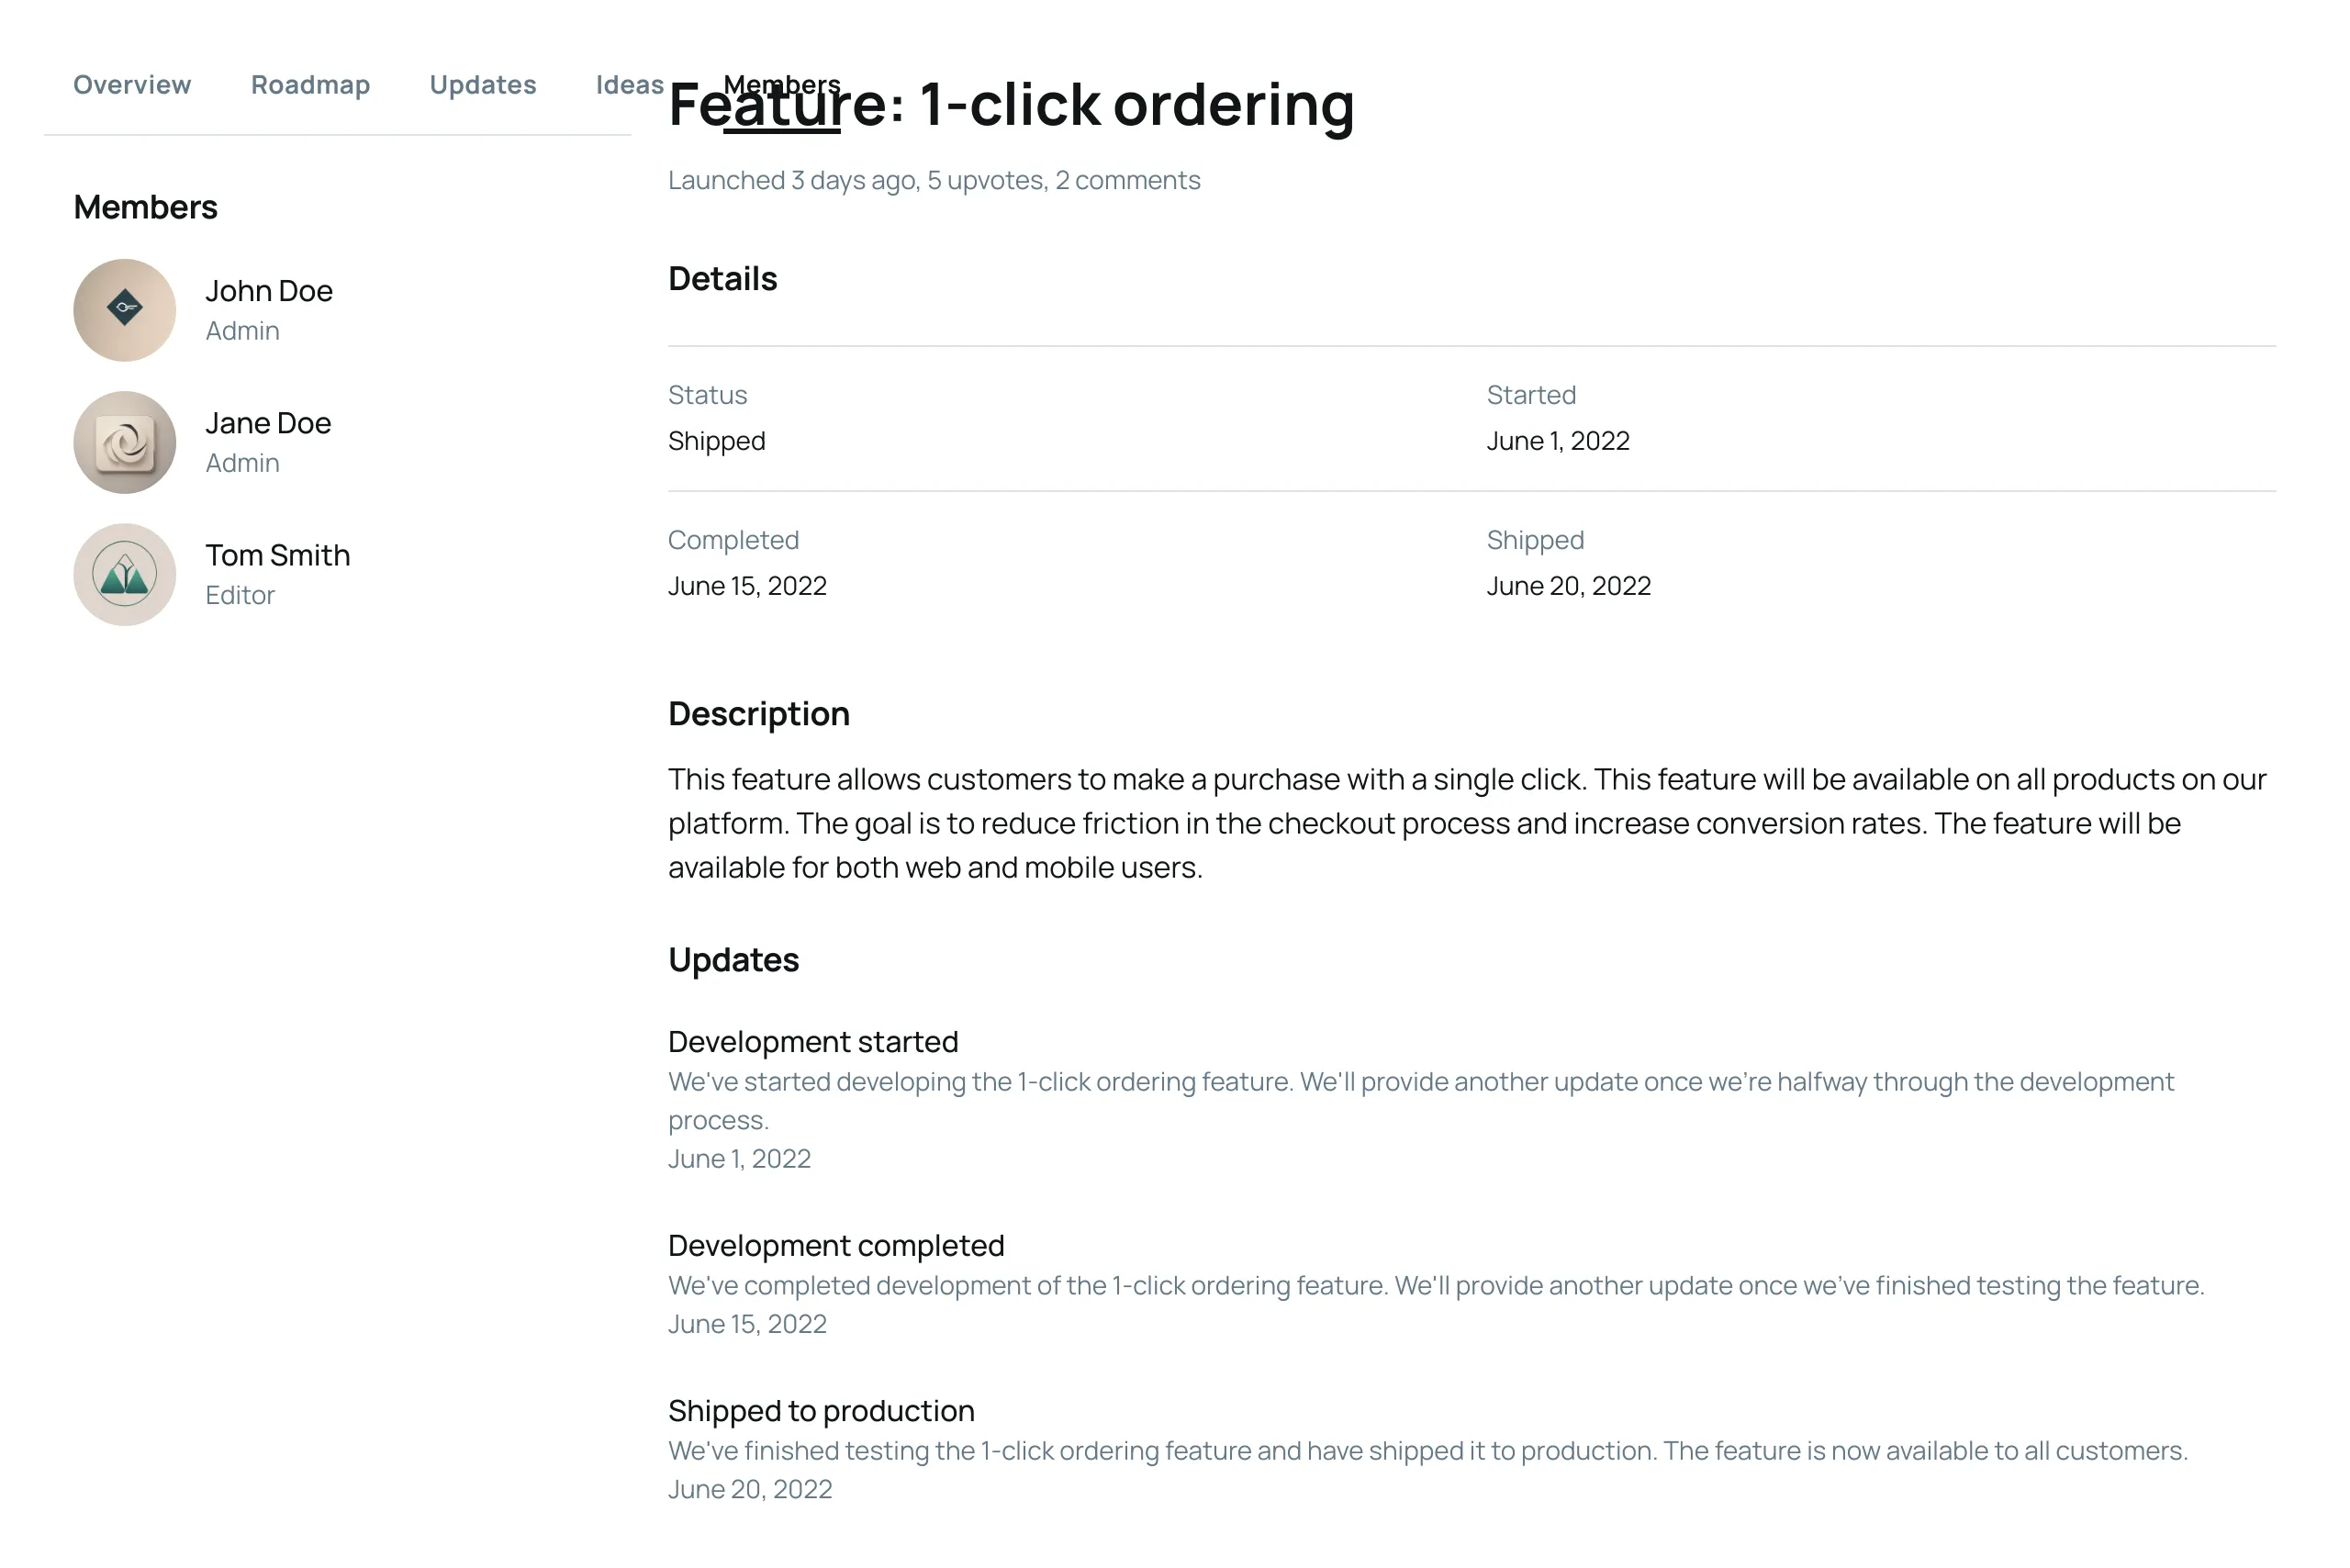 Overview Roadmap Updates Ideas Members
Members
John Doe
Admin
Jane Doe
Admin
Tom Smith
Editor
Feature: 1-click ordering
Launched 3 days ago, 5 upvotes, 2 comments
Details
Status Started
Shipped June 1, 2022
Completed Shipped
June 15, 2022 June 20, 2022
Description
This feature allows customers to make a purchase with a single click. This feature will be available on all products on our
platform. The goal is to reduce friction in the checkout process and increase conversion rates. The feature will be
available for both web and mobile users.
Updates
Development started
We've started developing the 1-click ordering feature. We'll provide another update once we're halfway through the development
process.
June 1, 2022
Development completed
We've completed development of the 1-click ordering feature. We'll provide another update once we've finished testing the feature.
June 15, 2022
Shipped to production
We've finished testing the 1-click ordering feature and have shipped it to production. The feature is now available to all customers.
June 20, 2022